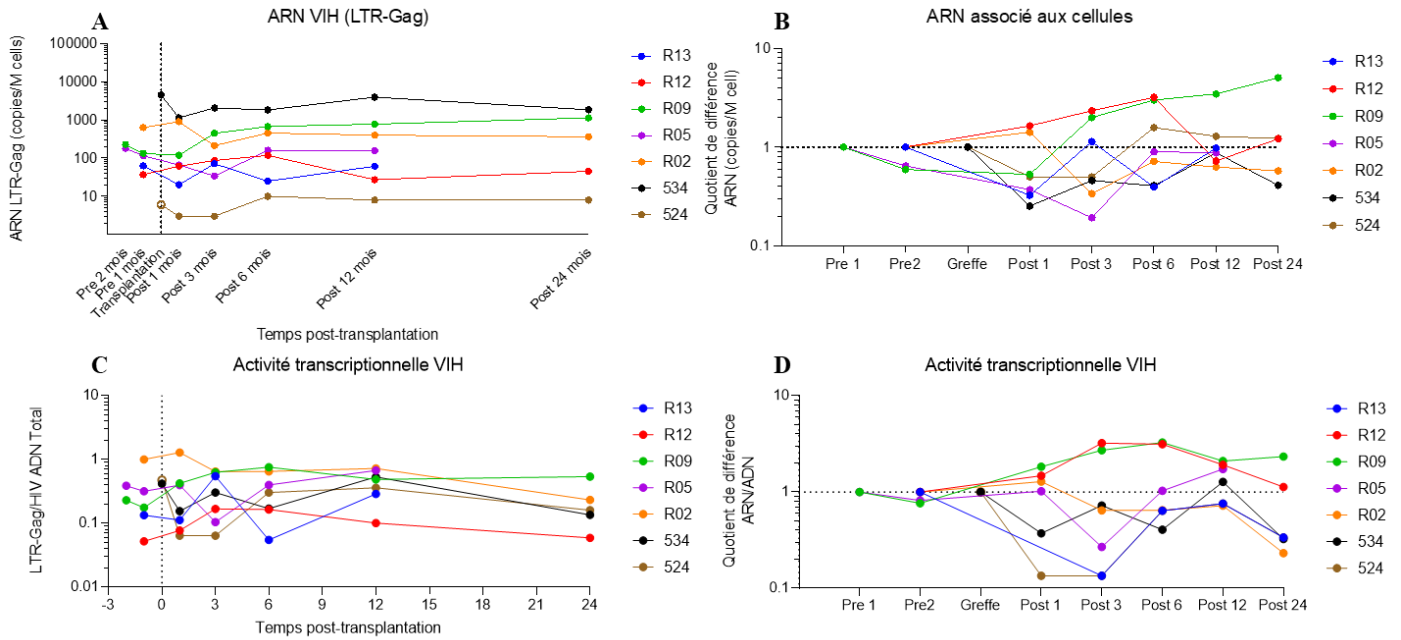 A
ARN VIH (LTR-Gag)
ARN LTR-Gag (copies/M cells)
100000
10000
1000
100
10
Pre 2 mois
Pre 1 mois
Transplantation
Post 1 mois
Post 3 mois
Post 6 mois
Post 12 mois
Post 24 mois
Temps post-transplantation
R13
R12
R09
R05
R02
534
524
B
ARN associé aux cellules
Quotient de différence
ARN (copies/M cell)
10
1
0.1
Pre 1
Pre2
Greffe
Post 1
Post 3
Post 6
Post 12
Post 24
R13
R12
R09
R05
R02
534
524
C
Activité transcriptionnelle VIH
LTR-Gag/HIV ADN Total
10
1
0.1
0.01
-3
0
3
6
9
12
15
18
21
24
Temps post-transplantation
R13
R12
R09
R05
R02
534
524
D
Activité transcriptionnelle VIH
Quotient de différence
ARN/ADN
10
1
0.1
Pre 1
Pre2
Greffe
Post 1
Post 3
Post 6
Post 12
Post 24
R13
R12
R09
R05
R02
534
524